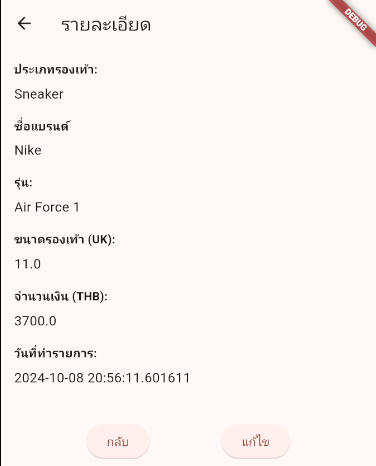 รายละเอียด
DEBUG
ประเภทรองเท้า:
Sneaker
ชื่อแบรนด์
Nike
รุ่น:
Air Force 1
ขนาดรองเท้า (UK):
11.0
จำนวนเงิน (THB):
3700.0
วันที่ทำรายการ:
2024-10-08 20:56:11.601611
กลับ
แก้ไข